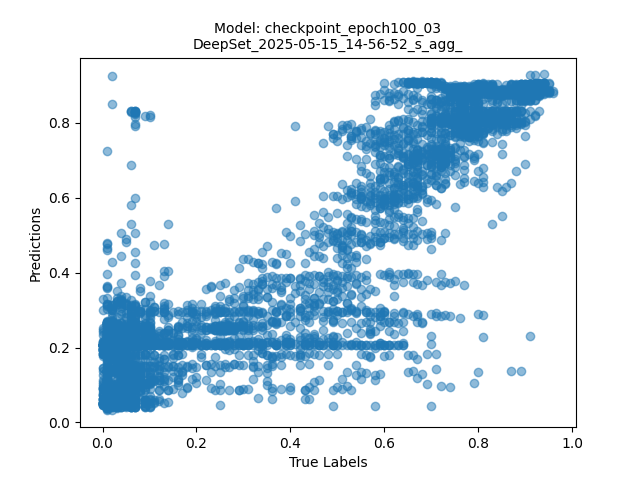 Model: checkpoint_epoch100_03
DeepSet_2025-05-15_14-56-52_s_agg_
Predictions
0.8
0.6
0.4
0.2
0.0
0.0 0.2 0.4 0.6 0.8 1.0
True Labels